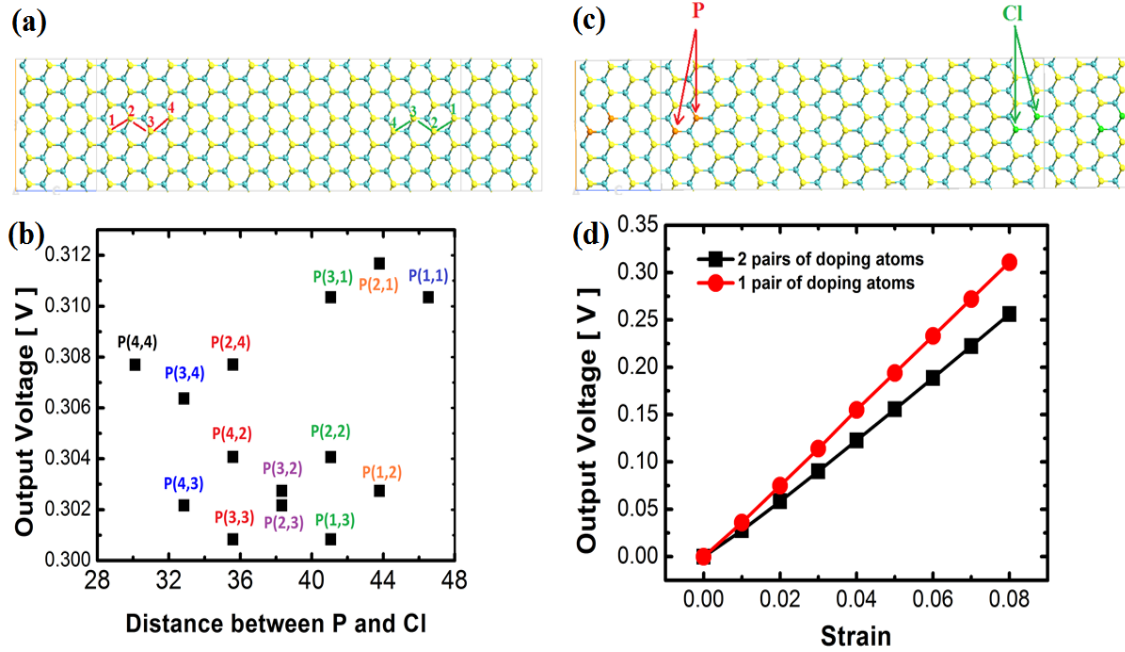 (a)
1 2 3 4
4 3 2 1
(b)
Output Voltage [ V ]
0.312
0.310
0.308
0.306
0.304
0.302
0.300
P(3,1)
P(2,1)
P(1,1)
P(4,4)
P(2,4)
P(3,4)
P(4,2)
P(2,2)
P(3,2)
P(4,3)
P(1,2)
P(2,3)
P(3,3)
P(1,3)
28 32 36 40 44 48
Distance between P and Cl
(c)
P
Cl
(d)
Output Voltage [ V ]
0.35
0.30
0.25
0.20
0.15
0.10
0.05
0.00
2 pairs of doping atoms
1 pair of doping atoms
0.00 0.02 0.04 0.06 0.08
Strain